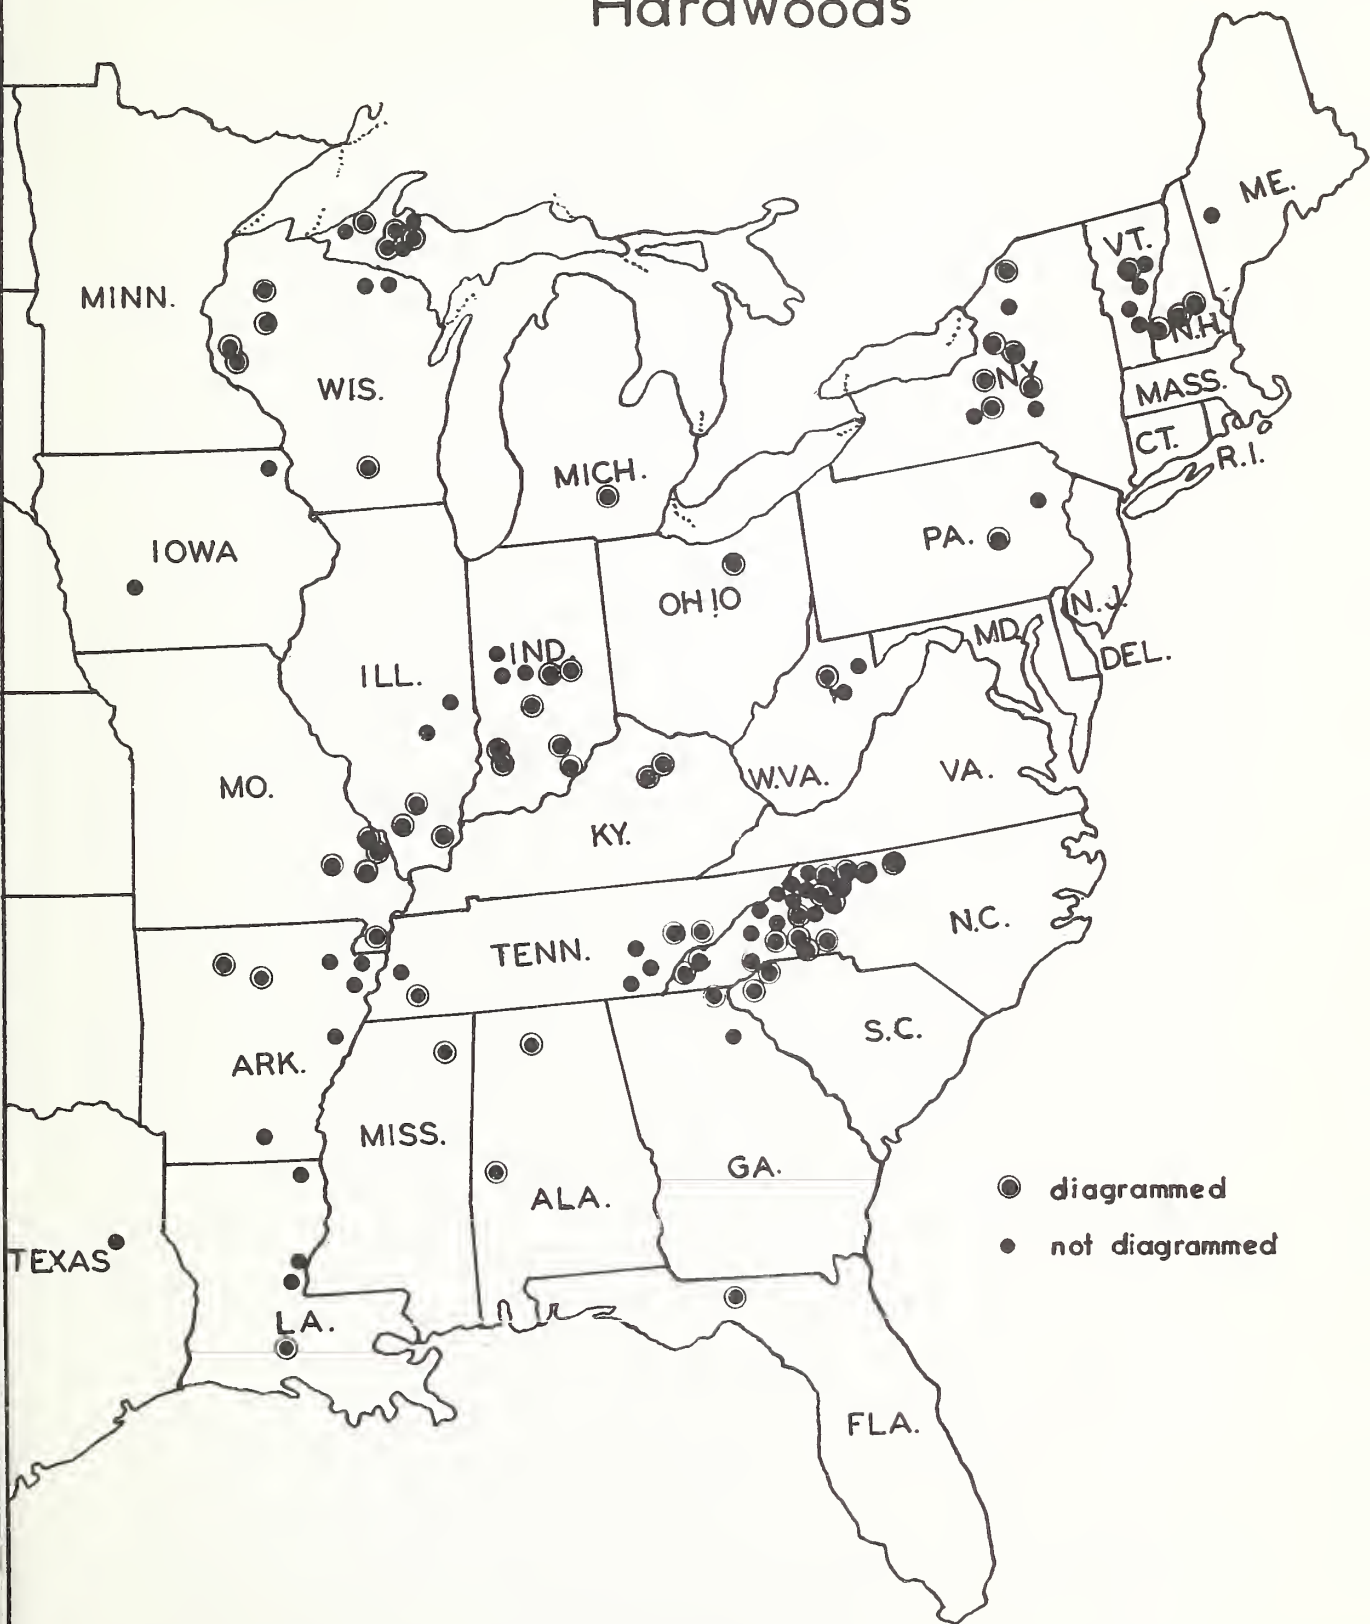 Hardwoods
ME.
VT.
MINN.
N.H.
WIS.
NY
MASS.
CT.
R.I.
MICH.
IOWA
PA.
OHIO
N.J.
MD.
IND.
DEL.
ILL.
MO.
W.VA.
VA.
KY.
N.C.
TENN.
S.C.
ARK.
MISS.
GA.
ALA.
diagrammed
not diagrammed
TEXAS
LA.
FLA.